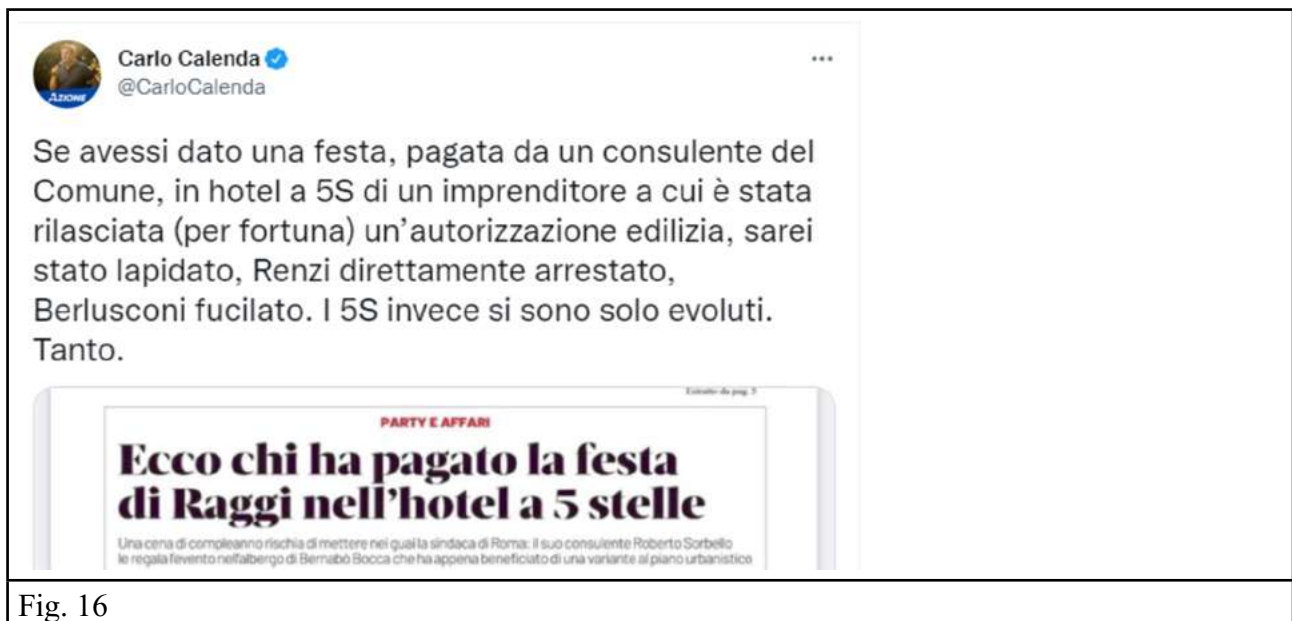 Carlo Calenda
@CarloCalenda
Se avessi dato una festa, pagata da un consulente del
Comune, in hotel a 5S di un imprenditore a cui è stata
rilasciata (per fortuna) un'autorizzazione edilizia, sarei
stato lapidato, Renzi direttamente arrestato,
Berlusconi fucilato. I 5S invece si sono solo evoluti.
Tanto.
Estratto da pag. 5
PARTY E AFFARI
Ecco chi ha pagato la festa
di Raggi nell'hotel a 5 stelle
Una cena di compleanno rischia di mettere nei guai la sindaca di Roma: il suo consulente Roberto Sorbello
le regala l'evento nell'albergo di Bernabò Bocca che ha appena beneficiato di una variante al piano urbanistico
AZIONE
Fig. 16